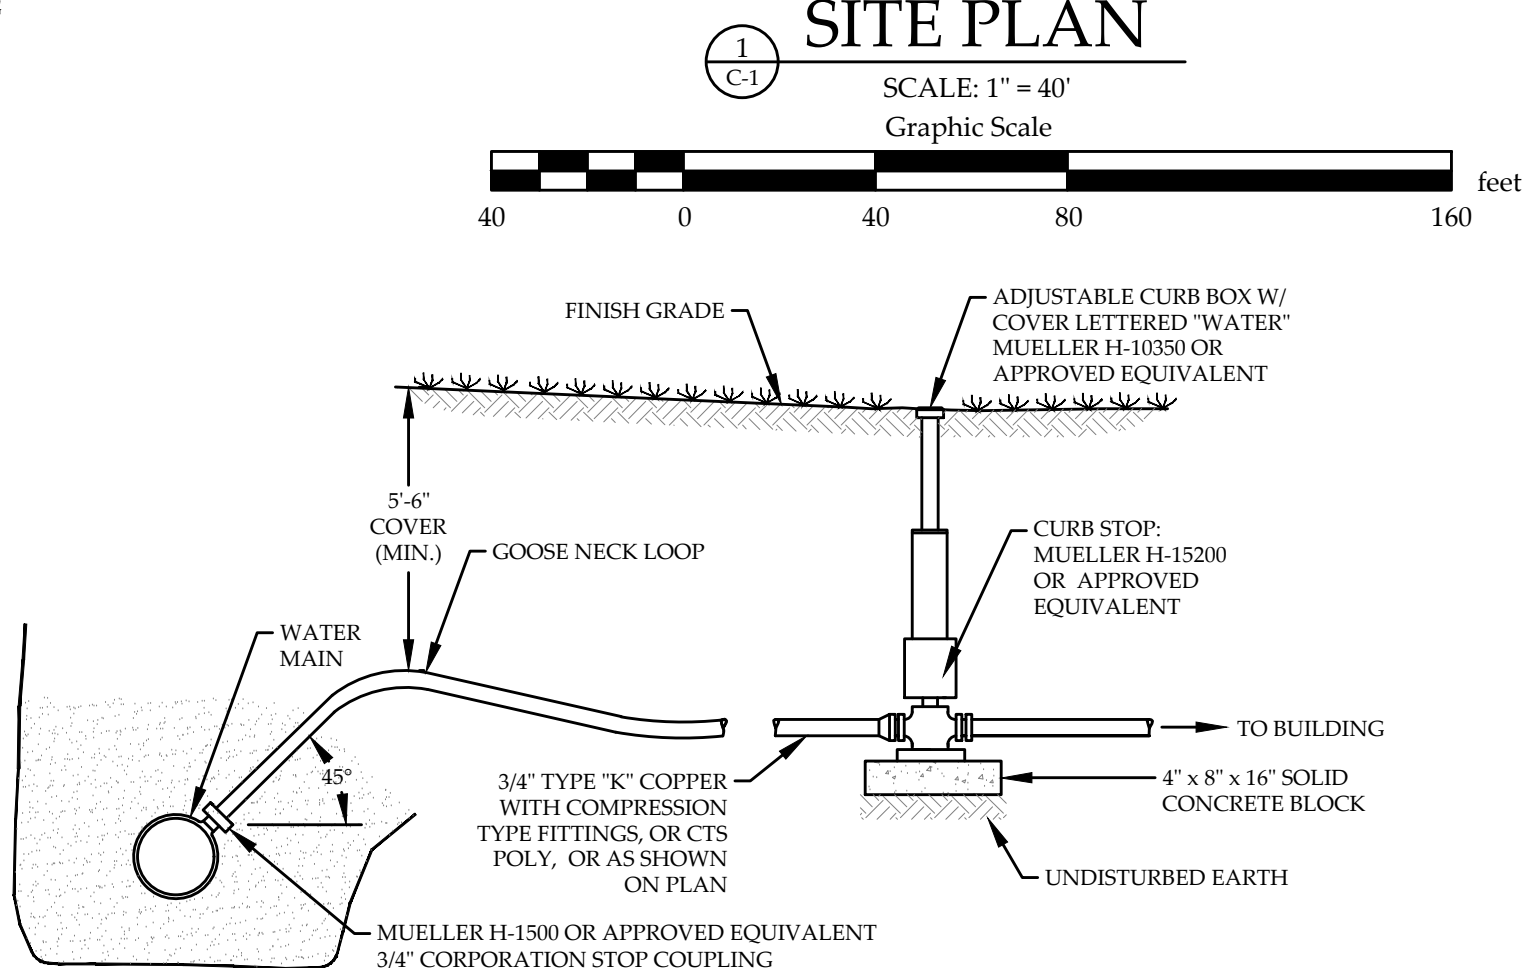 SITE PLAN
1
C-1
SCALE: 1" = 40'
Graphic Scale
feet
40 0 40 80 160
FINISH GRADE
ADJUSTABLE CURB BOX W/
COVER LETTERED "WATER"
MUELLER H-10350 OR
APPROVED EQUIVALENT
5'-6"
COVER
(MIN.)
GOOSE NECK LOOP
CURB STOP:
MUELLER H-15200
OR APPROVED
EQUIVALENT
WATER
MAIN
45°
TO BUILDING
3/4" TYPE "K" COPPER
WITH COMPRESSION
TYPE FITTINGS, OR CTS
POLY, OR AS SHOWN
ON PLAN
4" x 8" x 16" SOLID
CONCRETE BLOCK
UNDISTURBED EARTH
MUELLER H-1500 OR APPROVED EQUIVALENT
3/4" CORPORATION STOP COUPLING